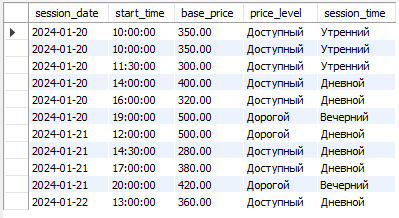 session_date start_time base_price price_level session_time
2024-01-20 10:00:00 350.00 Доступный Утренний
2024-01-20 10:00:00 350.00 Доступный Утренний
2024-01-20 11:30:00 300.00 Доступный Утренний
2024-01-20 14:00:00 400.00 Доступный Дневной
2024-01-20 16:00:00 320.00 Доступный Дневной
2024-01-20 19:00:00 500.00 Дорогой Вечерний
2024-01-21 12:00:00 500.00 Дорогой Дневной
2024-01-21 14:30:00 280.00 Доступный Дневной
2024-01-21 17:00:00 380.00 Доступный Дневной
2024-01-21 20:00:00 420.00 Дорогой Вечерний
2024-01-22 13:00:00 360.00 Доступный Дневной